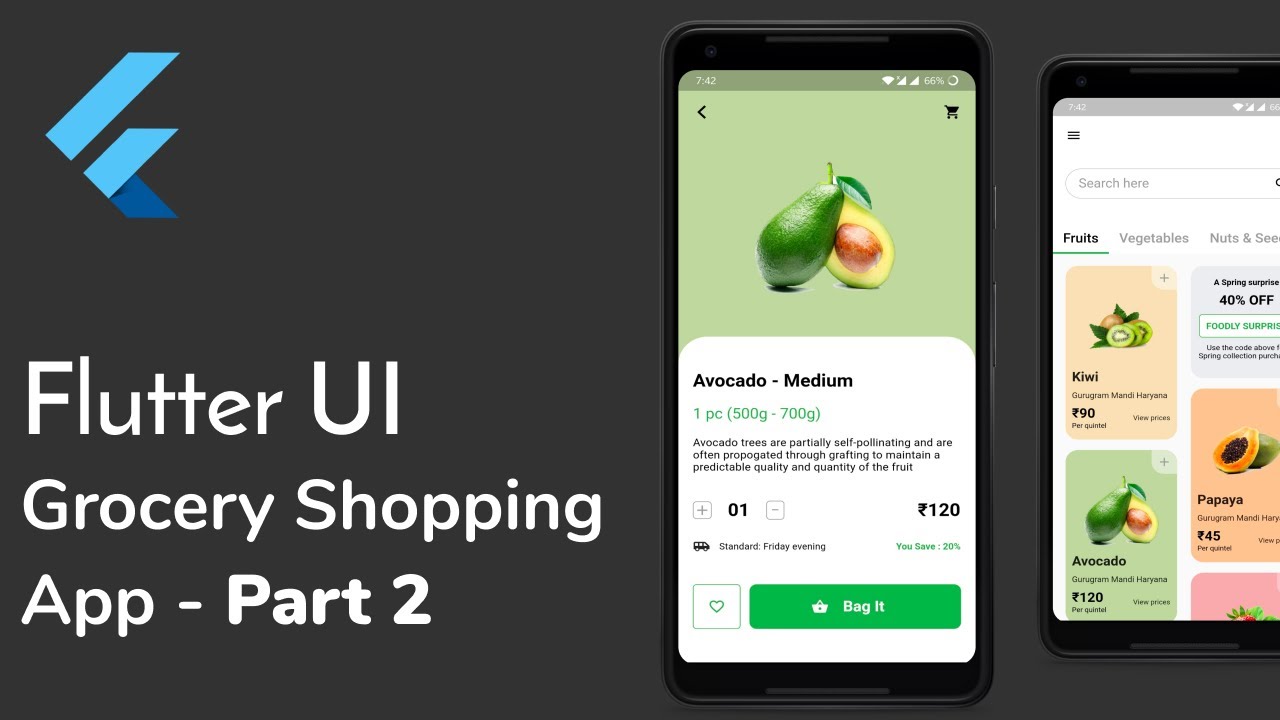 Flutter UI
Grocery Shopping
App - Part 2
7:42
66%
Avocado - Medium
1 pc (500g - 700g)
Avocado trees are partially self-pollinating and are
often propogated through grafting to maintain a
predictable quality and quantity of the fruit
01
₹120
Standard: Friday evening
You Save : 20%
Bag It
7:42
66
Search here
Fruits Vegetables Nuts & See
Kiwi
Gurugram Mandi Haryana
₹90
Per quintel
View prices
Avocado
Gurugram Mandi Haryana
₹120
Per quintel
View prices
A Spring surprise
40% OFF
FOODLY SURPRIS
Use the code above f
Spring collection purcha
Papaya
Gurugram Mandi Hary
₹45
Per quintel
View p